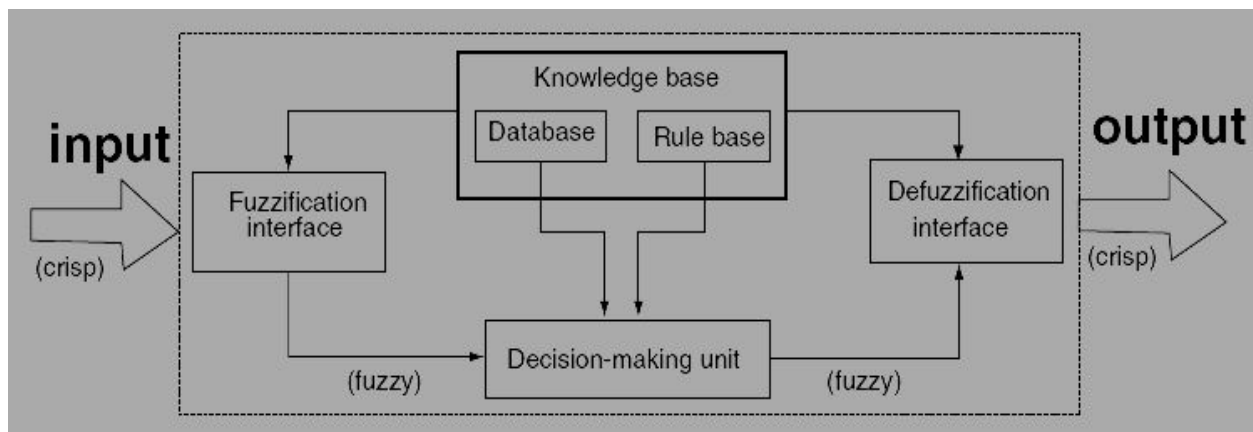 Knowledge base
Database
Rule base
input
output
Fuzzification
interface
Defuzzification
interface
(crisp)
(crisp)
Decision-making unit
(fuzzy)
(fuzzy)